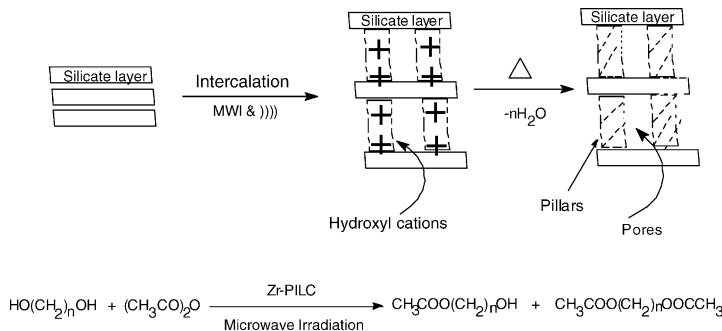 Silicate layer
Silicate layer
Silicate layer
Intercalation
MWI & ))))
△
-nH₂O
+ +
+ +
+ +
+ +
Hydroxyl cations
Pillars
Pores
HO(CH₂)ₙOH + (CH₃CO)₂O
Zr-PILC
Microwave Irradiation
CH₃COO(CH₂)ₙOH + CH₃COO(CH₂)ₙOOCCH₃